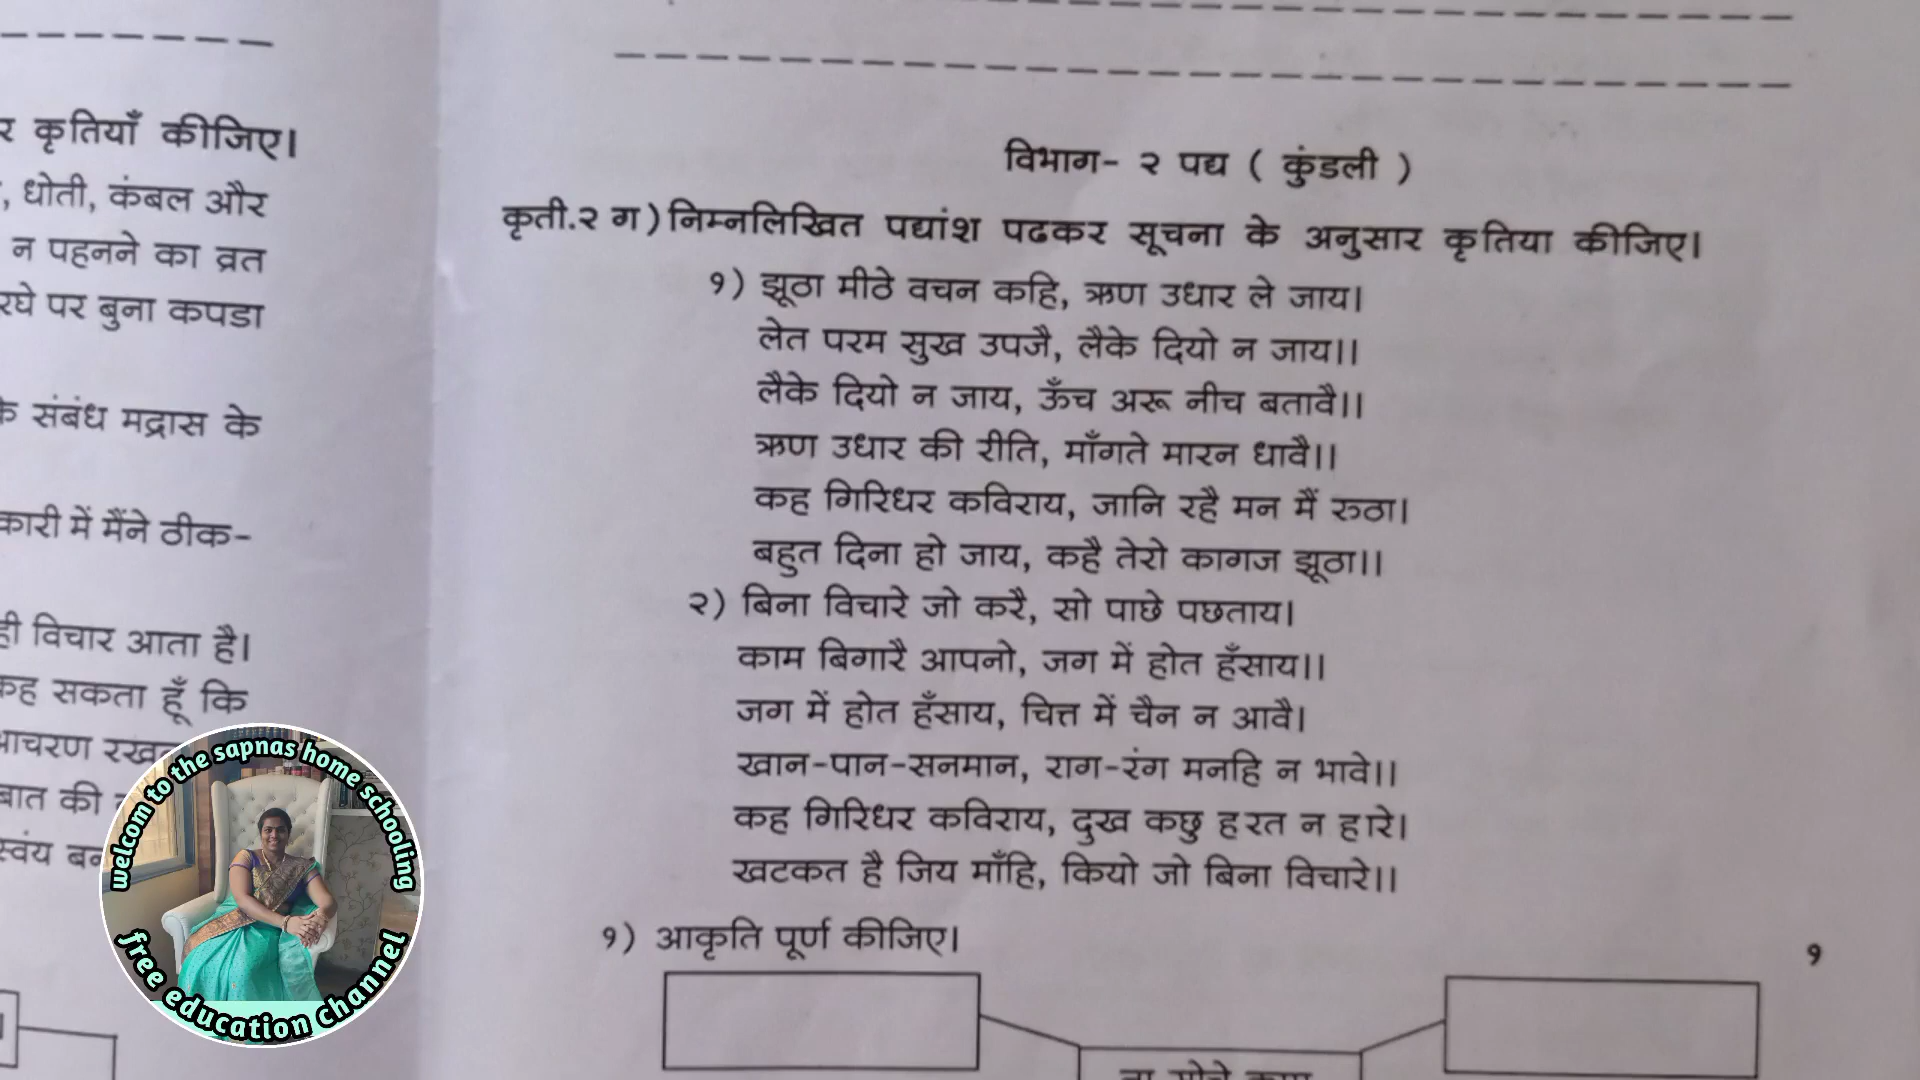 कृतियाँ कीजिए।
, धोती, कंबल और
न पहनने का व्रत
पर बुना कपडा
संबंध मद्रास के
कारी में मैंने ठीक-
ही विचार आता है।
कह सकता हूँ कि
बात की
विभाग- २ पद्य ( कुंडली )
कृती.२ ग) निम्नलिखित पद्यांश पढकर सूचना के अनुसार कृतिया कीजिए।
१) झूठा मीठे वचन कहि, ऋण उधार ले जाय।
लेत परम सुख उपजै, लैके दियो न जाय।।
लैके दियो न जाय, ऊँच अरू नीच बतावै।।
ऋण उधार की रीति, माँगते मारन धावै।।
कह गिरिधर कविराय, जानि रहै मन मैं रुठा।
बहुत दिना हो जाय, कहै तेरो कागज झूठा।।
२) बिना विचारे जो करै, सो पाछे पछताय।
काम बिगारै आपनो, जग में होत हँसाय।।
जग में होत हँसाय, चित्त में चैन न आवै।
खान-पान-सनमान, राग-रंग मनहि न भावे।।
कह गिरिधर कविराय, दुख कछु हरत न हारे।
खटकत है जिय माँहि, कियो जो बिना विचारे।।
१) आकृति पूर्ण कीजिए।
१
welcom to the sapnas home schooling
free education channel